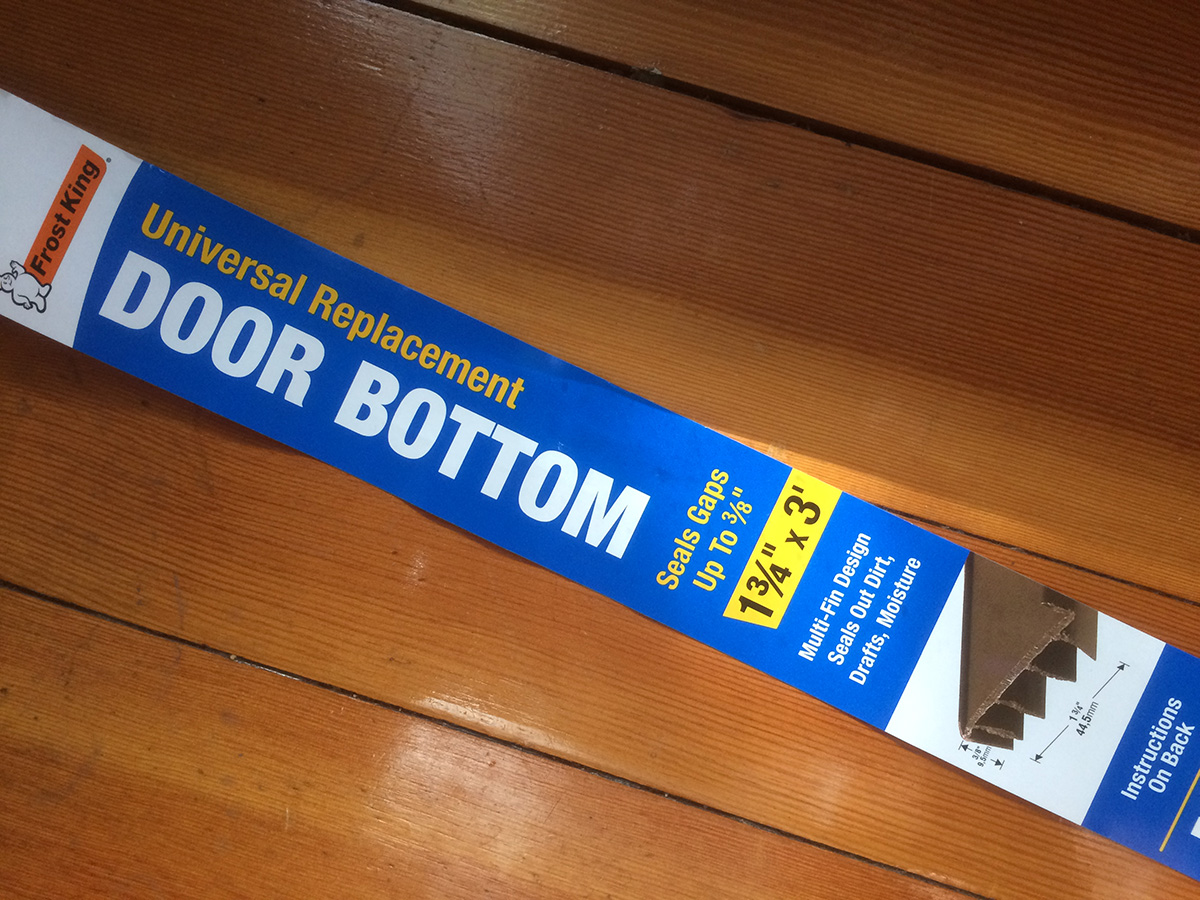 Frost King
Universal Replacement
DOOR BOTTOM
Seals Gaps
Up To 3/8"
1 3/4" x 3'
Multi-Fin Design
Seals Out Dirt,
Drafts, Moisture
3/8"
9,5mm
1 3/4"
44,5mm
Instructions
On Back